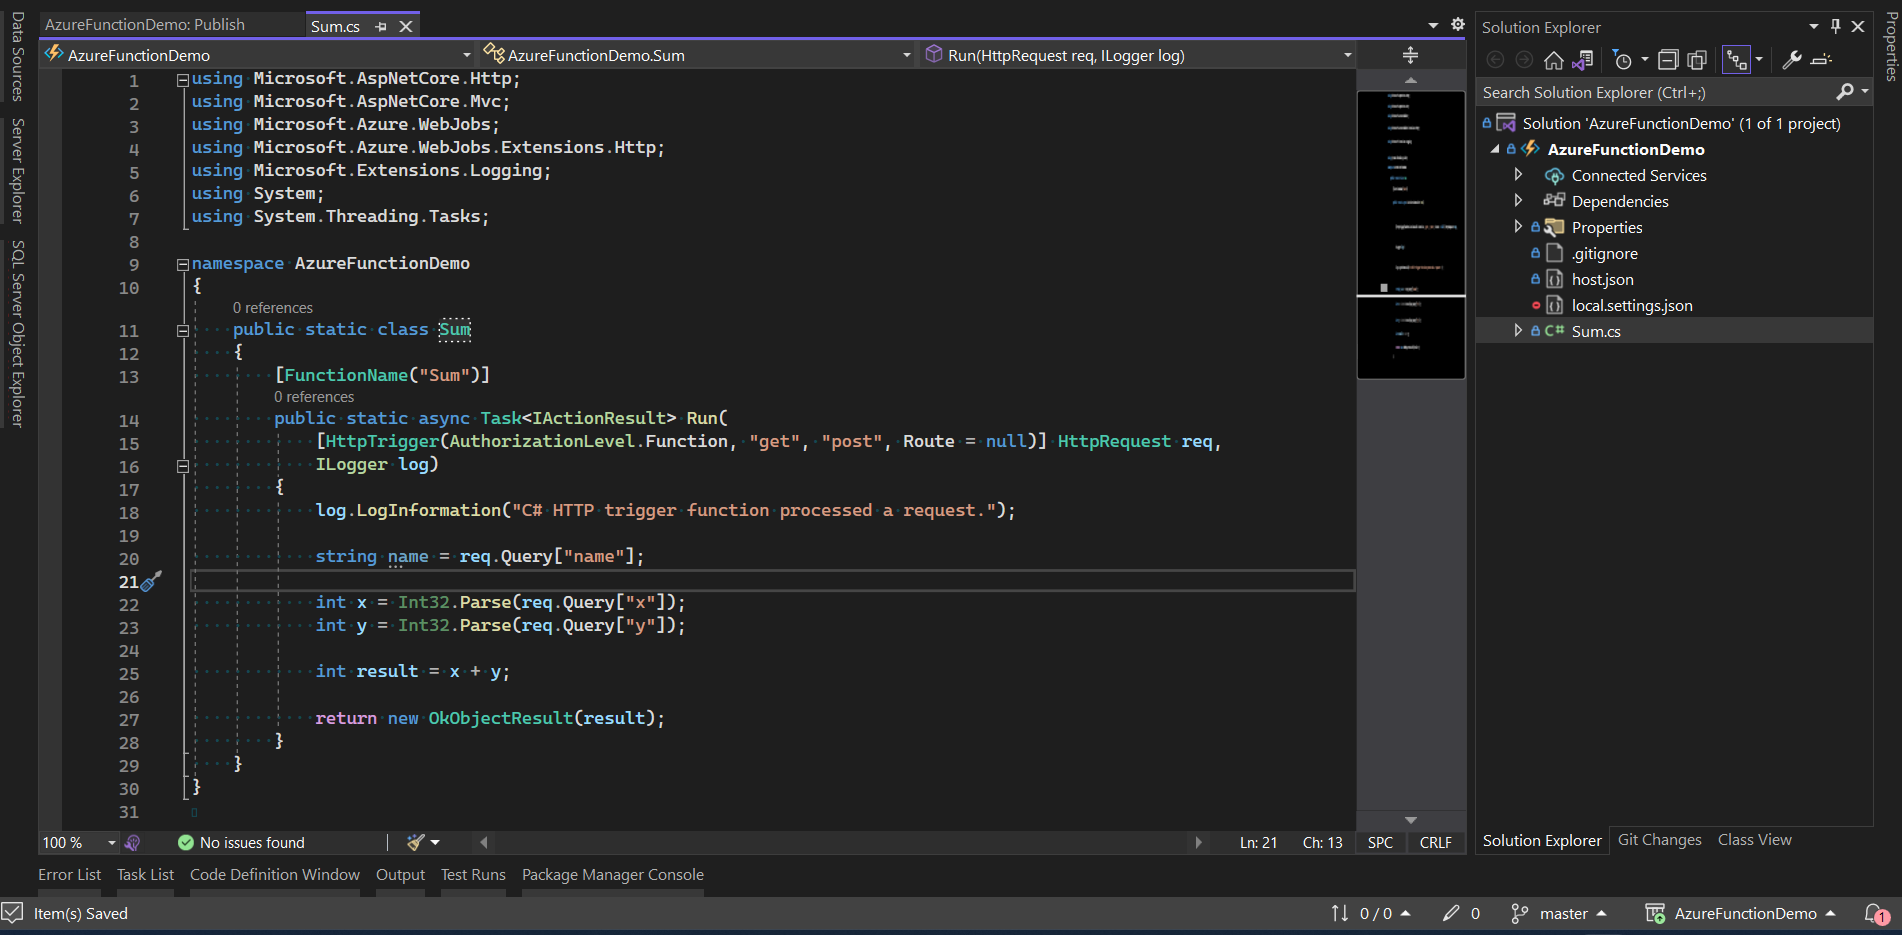 Data Sources
Server Explorer
SQL Server Object Explorer
AzureFunctionDemo: Publish
Sum.cs
AzureFunctionDemo
AzureFunctionDemo.Sum
Run(HttpRequest req, ILogger log)
1 using Microsoft.AspNetCore.Http;
2 using Microsoft.AspNetCore.Mvc;
3 using Microsoft.Azure.WebJobs;
4 using Microsoft.Azure.WebJobs.Extensions.Http;
5 using Microsoft.Extensions.Logging;
6 using System;
7 using System.Threading.Tasks;
8
9 namespace AzureFunctionDemo
10 {
0 references
11 public static class Sum
12 {
13 [FunctionName("Sum")]
0 references
14 public static async Task<IActionResult> Run(
15 [HttpTrigger(AuthorizationLevel.Function, "get", "post", Route = null)] HttpRequest req,
16 ILogger log)
17 {
18 log.LogInformation("C# HTTP trigger function processed a request.");
19
20 string name = req.Query["name"];
21
22 int x = Int32.Parse(req.Query["x"]);
23 int y = Int32.Parse(req.Query["y"]);
24
25 int result = x + y;
26
27 return new OkObjectResult(result);
28 }
29 }
30 }
31
100 %
No issues found
Ln: 21
Ch: 13
SPC
CRLF
Solution Explorer
Search Solution Explorer (Ctrl+;)
Solution 'AzureFunctionDemo' (1 of 1 project)
AzureFunctionDemo
Connected Services
Dependencies
Properties
.gitignore
host.json
local.settings.json
C# Sum.cs
Solution Explorer
Git Changes
Class View
Properties
Error List
Task List
Code Definition Window
Output
Test Runs
Package Manager Console
Item(s) Saved
0 / 0
0
master
AzureFunctionDemo
1